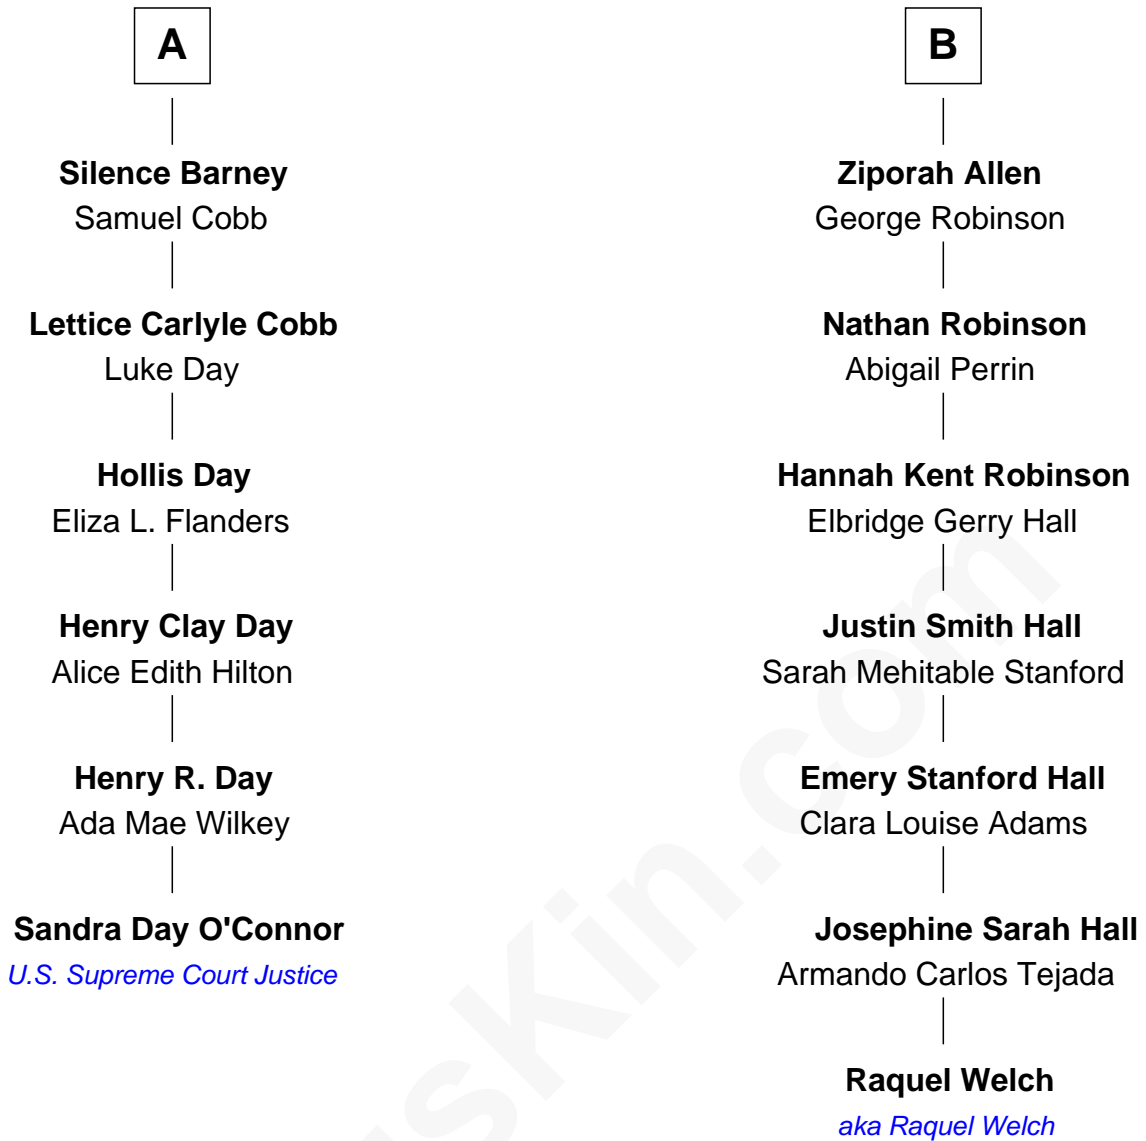 A
Silence Barney
Samuel Cobb
Lettice Carlyle Cobb
Luke Day
Hollis Day
Eliza L. Flanders
Henry Clay Day
Alice Edith Hilton
Henry R. Day
Ada Mae Wilkey
Sandra Day O'Connor
U.S. Supreme Court Justice
B
Ziporah Allen
George Robinson
Nathan Robinson
Abigail Perrin
Hannah Kent Robinson
Elbridge Gerry Hall
Justin Smith Hall
Sarah Mehitable Stanford
Emery Stanford Hall
Clara Louise Adams
Josephine Sarah Hall
Armando Carlos Tejada
Raquel Welch
aka Raquel Welch